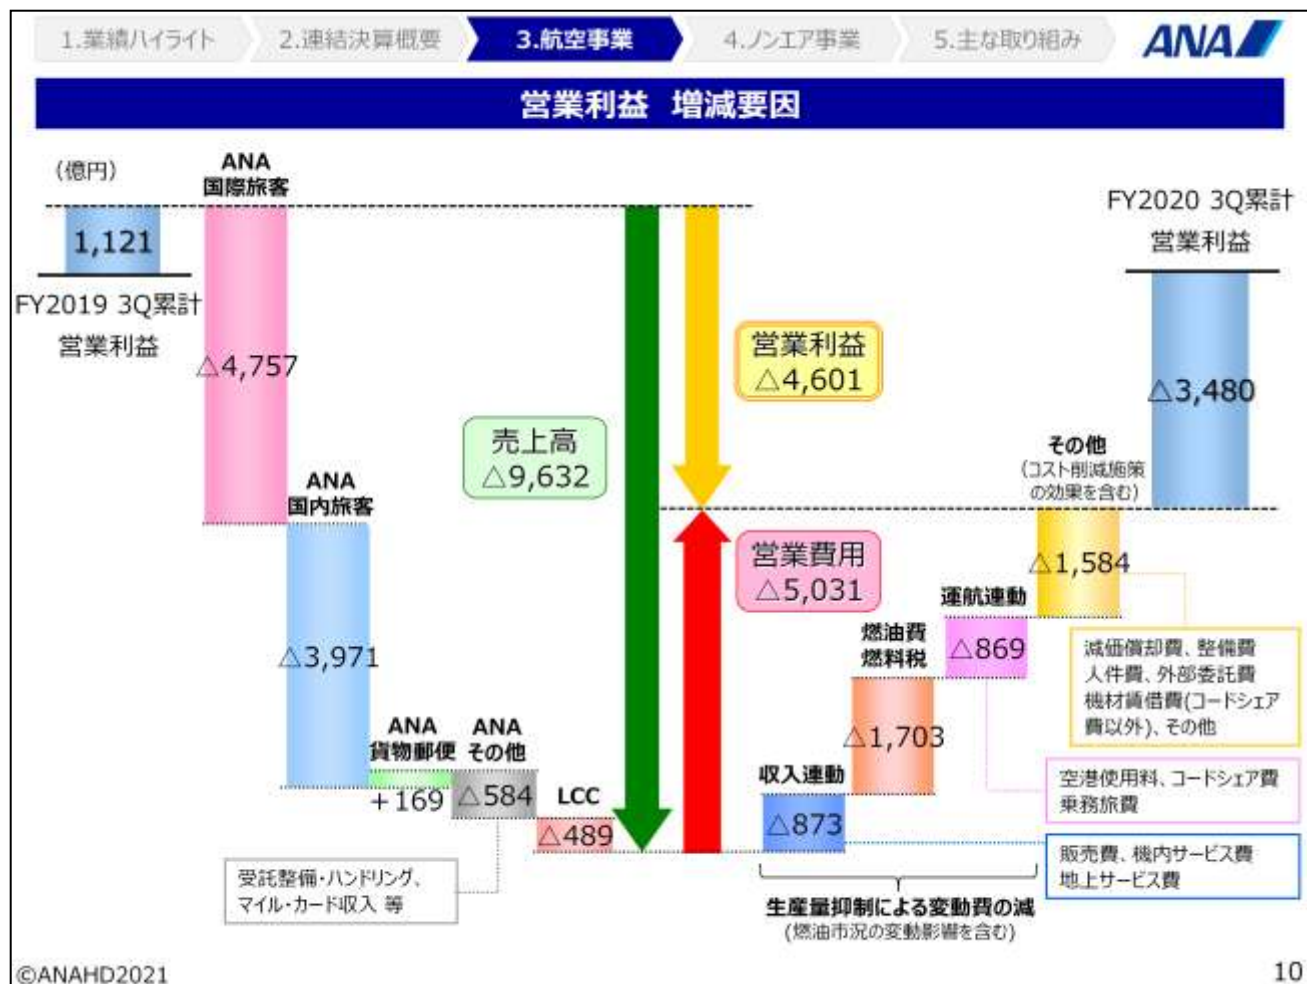 1.業績ハイライト
2.連結決算概要
3.航空事業
4.ノンエア事業
5.主な取り組み
ANA
営業利益 増減要因
(億円)
1,121
FY2019 3Q累計
営業利益
ANA
国際旅客
△4,757
ANA
国内旅客
△3,971
ANA
貨物郵便
+169
ANA
その他
△584
受託整備・ハンドリング、
マイル・カード収入 等
LCC
△489
売上高
△9,632
営業利益
△4,601
営業費用
△5,031
収入連動
△873
燃油費
燃料税
△1,703
運航連動
△869
その他
(コスト削減施策
の効果を含む)
△1,584
FY2020 3Q累計
営業利益
△3,480
減価償却費、整備費
人件費、外部委託費
機材賃借費(コードシェア
費以外)、その他
空港使用料、コードシェア費
乗務旅費
販売費、機内サービス費
地上サービス費
生産量抑制による変動費の減
(燃油市況の変動影響を含む)
©ANAHD2021
10